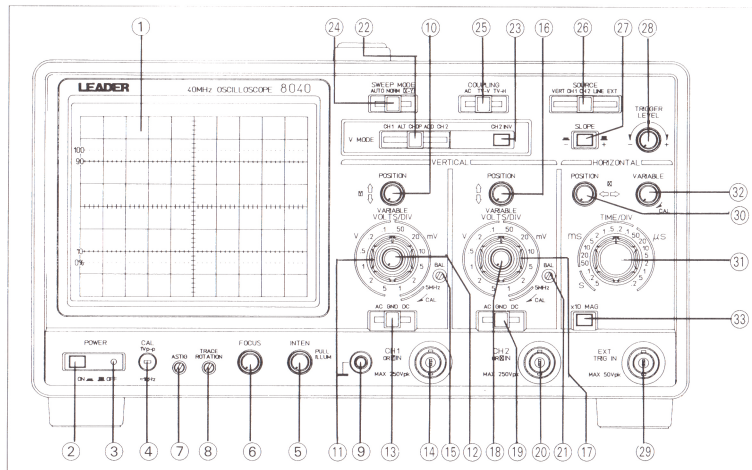 24 22 10 16 25 23 26 27 28
1
LEADER 40MHz OSCILLOSCOPE 8040
SWEEP MODE
AUTO NORM
COUPLING
AC TV-V TV-H
SOURCE
VERT CH1 CH2 LINE EXT
TRIGGER
LEVEL
- +
SLOPE
- +
CH1 ALT CHOP ADD CH2
CH2 INV
V MODE
VERTICAL
HORIZONTAL
100
90
10
0%
POSITION
POSITION
POSITION
VARIABLE
CAL
32
30
VARIABLE
VOLTS/DIV
VARIABLE
VOLTS/DIV
TIME/DIV
V .1 50 mV
V .1 50 mV
mS µS
S
31
BAL
BAL
5MHz
5MHz
CAL
CAL
AC GND DC
AC GND DC
x10 MAG
33
POWER
ON OFF
CAL
1Vp-p
ASTIG
TRACE
ROTATION
FOCUS
INTEN
PULL
ILLUM
CH1
MAX 250Vpk
CH2
MAX 250Vpk
EXT
TRIG IN
MAX 50Vpk
2 3 4 7 8 6 5 11 9 13 14 15 12 18 19 20 21 17 29